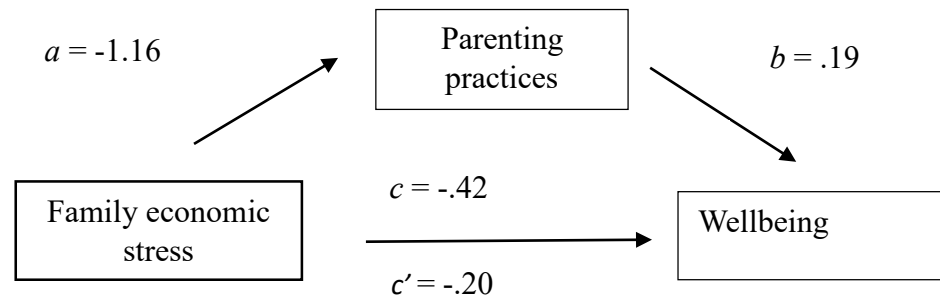 a = -1.16
Parenting
practices
b = .19
Family economic
stress
c = -.42
c′ = -.20
Wellbeing